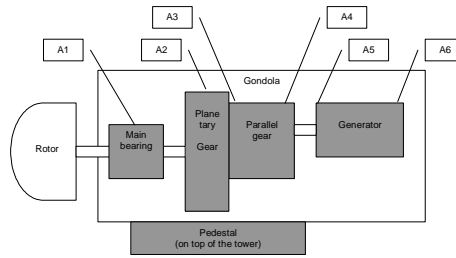 A3
A4
A1
A2
A5
A6
Gondola
Plane
tary
Gear
Main
bearing
Parallel
gear
Generator
Rotor
Pedestal
(on top of the tower)